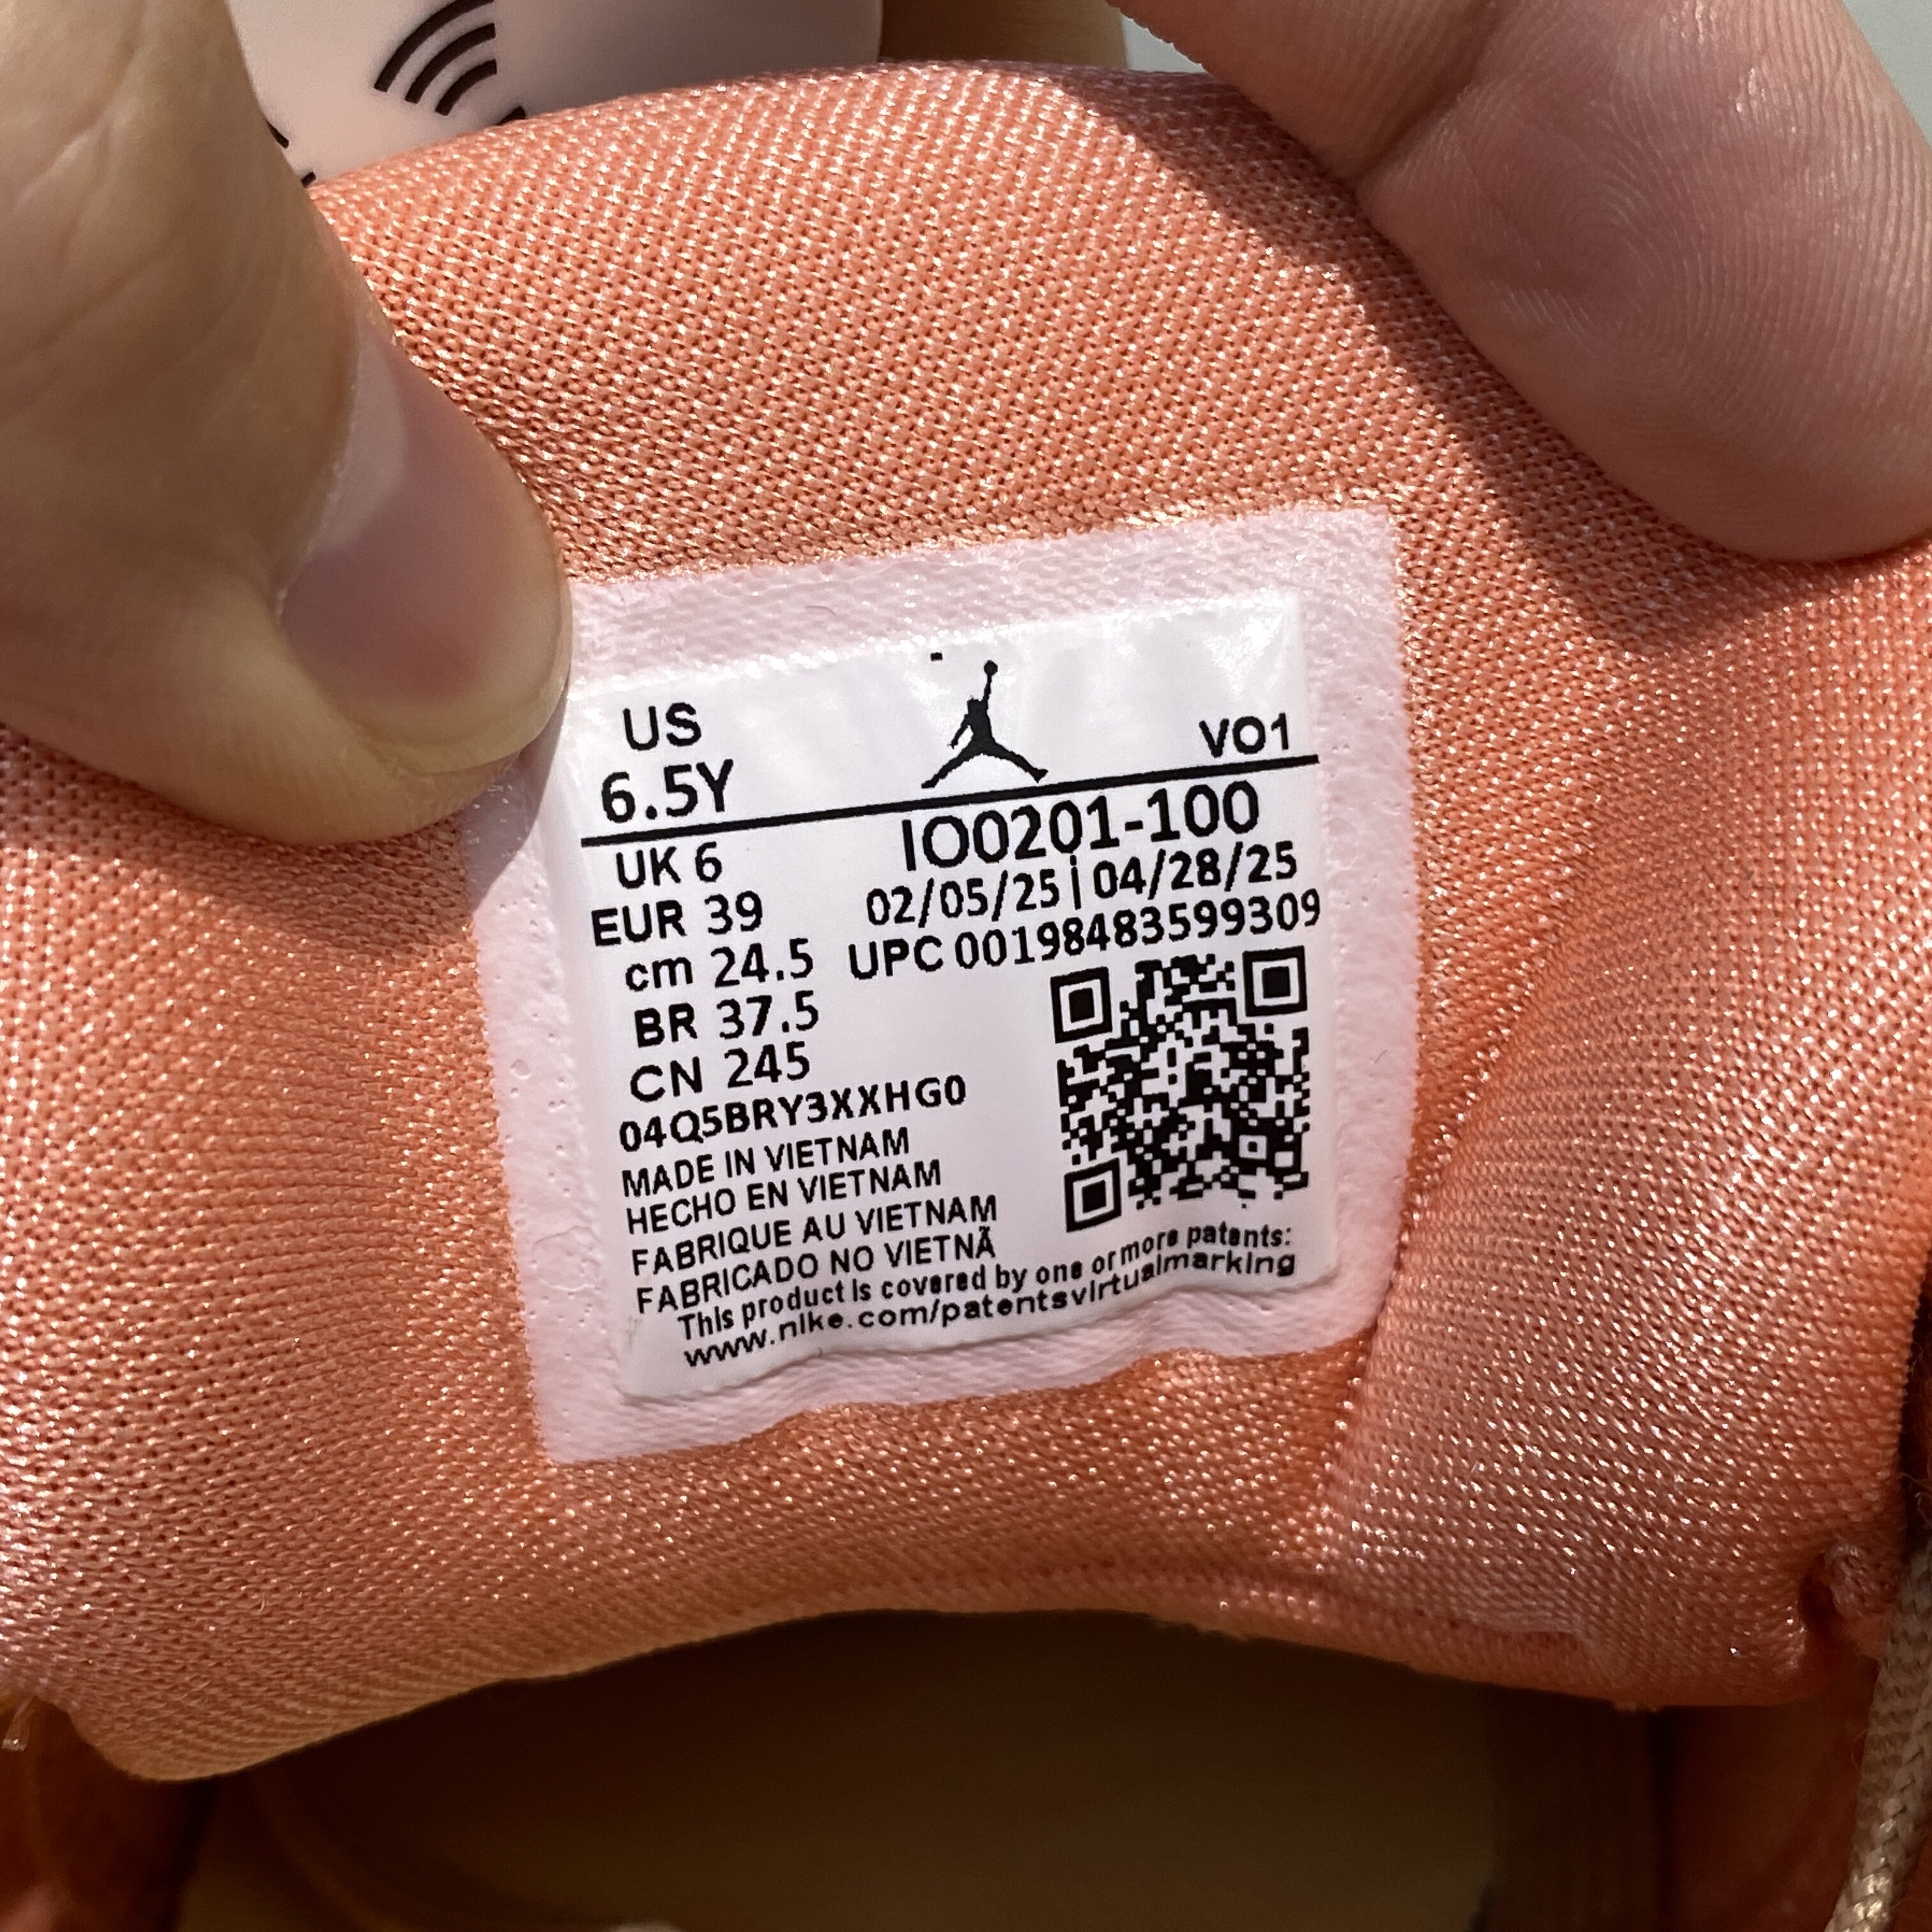 US
VO1
6.5Y
IO0201-100
UK 6
02/05/25 | 04/28/25
EUR 39
UPC 00198483599309
cm 24.5
BR 37.5
CN 245
04Q5BRY3XXHG0
MADE IN VIETNAM
HECHO EN VIETNAM
FABRIQUE AU VIETNAM
FABRICADO NO VIETNÃ
This product is covered by one or more patents:
www.nike.com/patentsvirtualmarking